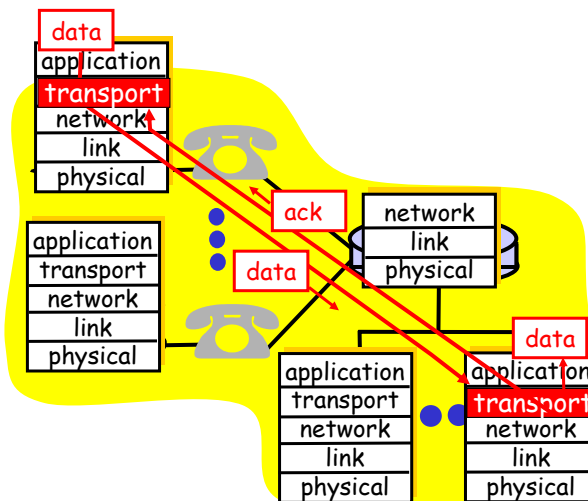 data
application
transport
network
link
physical
ack
network
link
physical
application
transport
network
link
physical
data
data
application
transport
network
link
physical
application
transport
network
link
physical